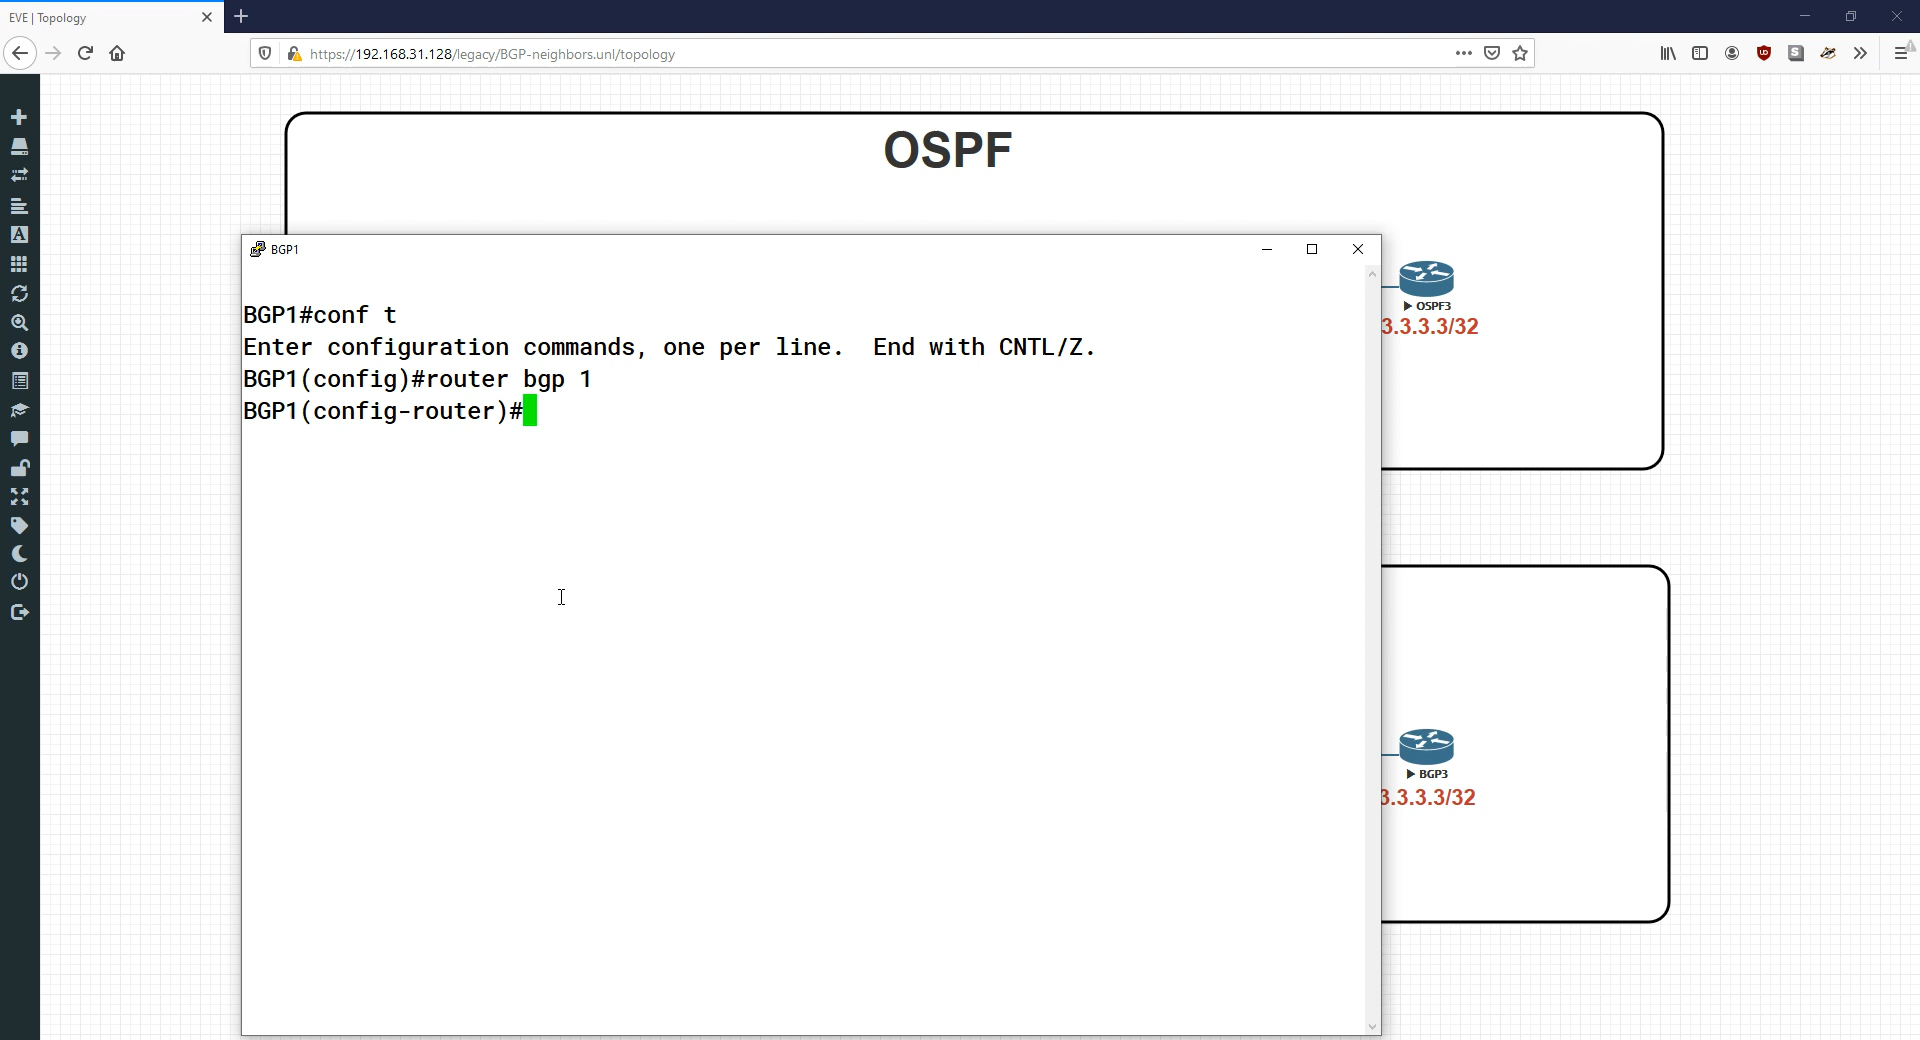 EVE | Topology
https://192.168.31.128/legacy/BGP-neighbors.unl/topology
OSPF
BGP1
BGP1#conf t
Enter configuration commands, one per line.  End with CNTL/Z.
BGP1(config)#router bgp 1
BGP1(config-router)#
OSPF3
3.3.3.3/32
BGP3
3.3.3.3/32